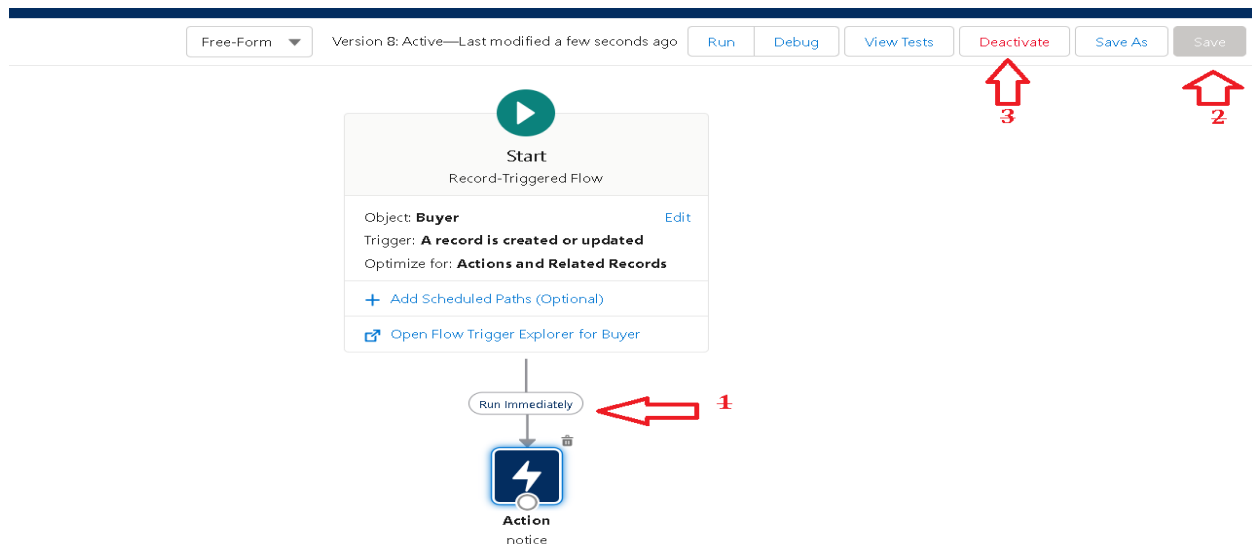 Free-Form Version 8: Active—Last modified a few seconds ago Run Debug View Tests Deactivate Save As Save
3 2
Start
Record-Triggered Flow
Object: Buyer Edit
Trigger: A record is created or updated
Optimize for: Actions and Related Records
+ Add Scheduled Paths (Optional)
Open Flow Trigger Explorer for Buyer
Run Immediately 1
Action
notice